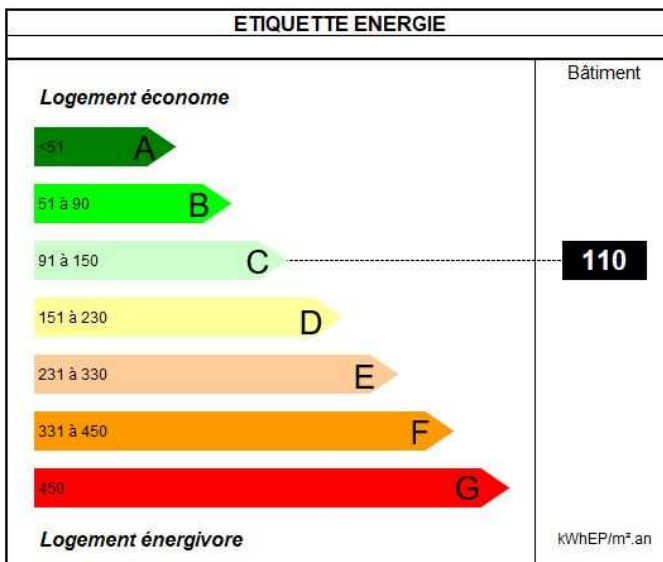 ETIQUETTE ENERGIE
Bâtiment
Logement économe
<51 A
51 à 90 B
91 à 150 C 110
151 à 230 D
231 à 330 E
331 à 450 F
450 G
Logement énergivore kWhEP/m².an